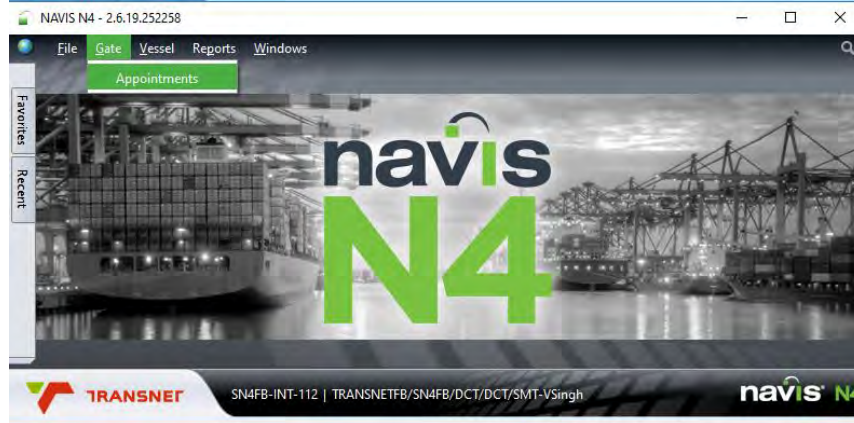 NAVIS N4 - 2.6.19.252258
File Gate Vessel Reports Windows
Appointments
Favorites
Recent
navis
N4
TRANSNET
SN4FB-INT-112 | TRANSNETFB/SN4FB/DCT/DCT/SMT-VSingh
navis N4